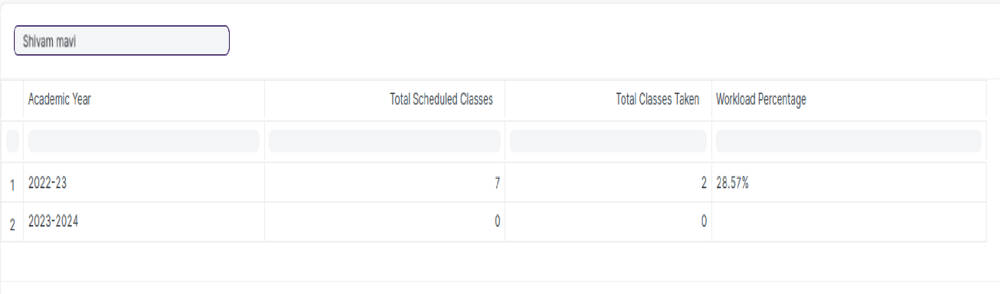 Shivam mavi
Academic Year Total Scheduled Classes Total Classes Taken Workload Percentage
1 2022-23 7 2 28.57%
2 2023-2024 0 0